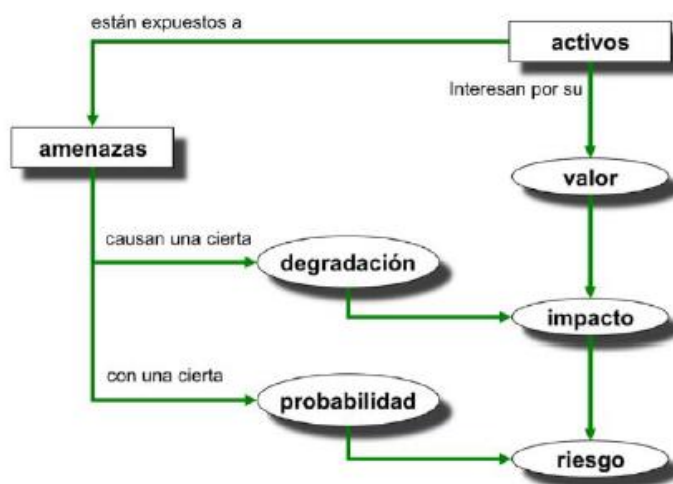 están expuestos a
activos
Interesan por su
amenazas
valor
causan una cierta
degradación
impacto
con una cierta
probabilidad
riesgo